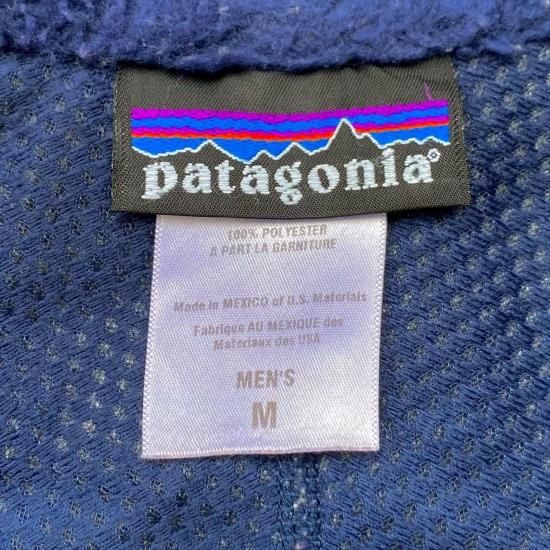 patagonia®
100% POLYESTER
À PART LA GARNITURE
Made in MEXICO of U.S. Materials
Fabriqué AU MEXIQUE des
Materiaux des USA
MEN'S
M